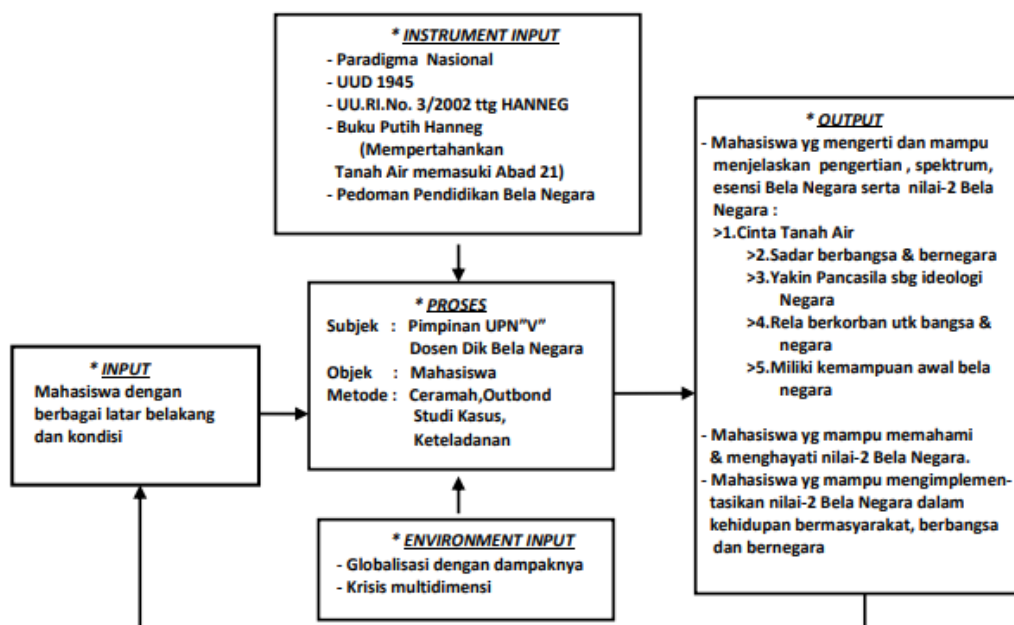 * INSTRUMENT INPUT
- Paradigma Nasional
- UUD 1945
- UU.RI.No. 3/2002 ttg HANNEG
- Buku Putih Hanneg
(Mempertahankan
Tanah Air memasuki Abad 21)
- Pedoman Pendidikan Bela Negara
* INPUT
Mahasiswa dengan
berbagai latar belakang
dan kondisi
* PROSES
Subjek : Pimpinan UPN”V”
Dosen Dik Bela Negara
Objek : Mahasiswa
Metode : Ceramah,Outbond
Studi Kasus,
Keteladanan
* ENVIRONMENT INPUT
- Globalisasi dengan dampaknya
- Krisis multidimensi
* OUTPUT
- Mahasiswa yg mengerti dan mampu
menjelaskan pengertian , spektrum,
esensi Bela Negara serta nilai-2 Bela
Negara :
>1.Cinta Tanah Air
>2.Sadar berbangsa & bernegara
>3.Yakin Pancasila sbg ideologi
Negara
>4.Rela berkorban utk bangsa &
negara
>5.Miliki kemampuan awal bela
negara
- Mahasiswa yg mampu memahami
& menghayati nilai-2 Bela Negara.
- Mahasiswa yg mampu mengimplemen-
tasikan nilai-2 Bela Negara dalam
kehidupan bermasyarakat, berbangsa
dan bernegara